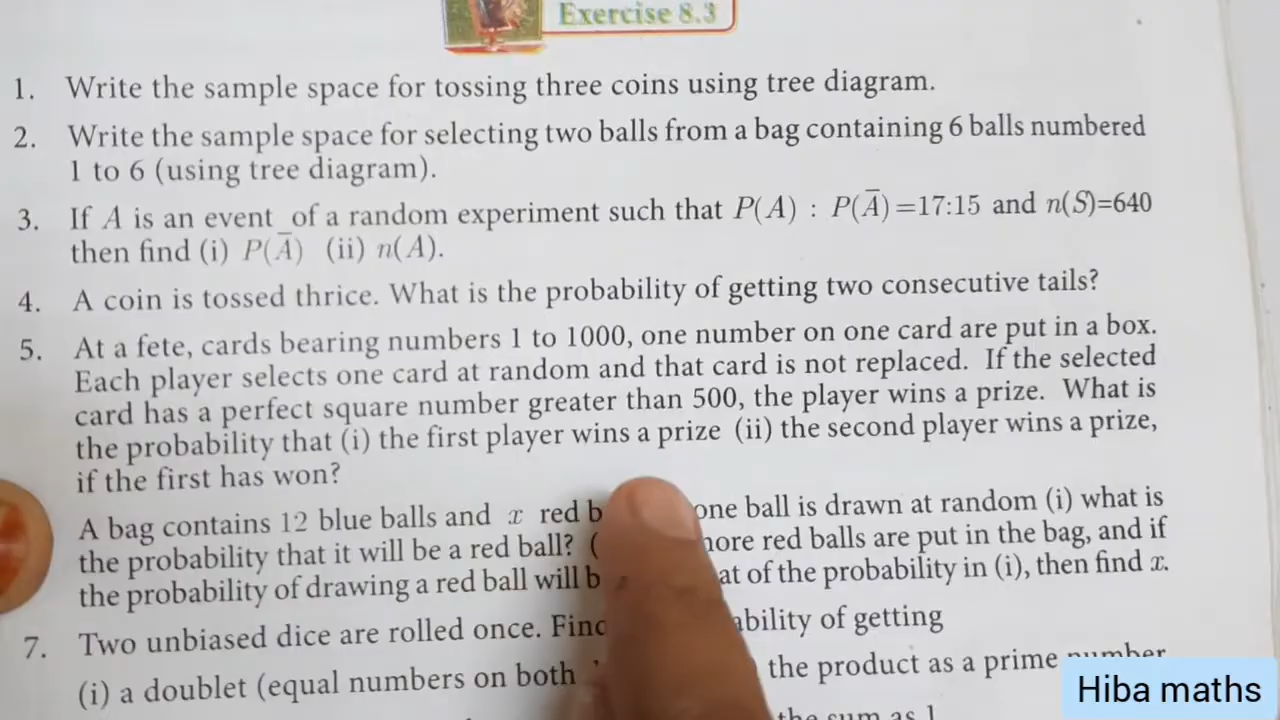 Exercise 8.3
1. Write the sample space for tossing three coins using tree diagram.
2. Write the sample space for selecting two balls from a bag containing 6 balls numbered
1 to 6 (using tree diagram).
3. If A is an event of a random experiment such that P(A) : P(A̅)=17:15 and n(S)=640
then find (i) P(A̅) (ii) n(A).
4. A coin is tossed thrice. What is the probability of getting two consecutive tails?
5. At a fete, cards bearing numbers 1 to 1000, one number on one card are put in a box.
Each player selects one card at random and that card is not replaced. If the selected
card has a perfect square number greater than 500, the player wins a prize. What is
the probability that (i) the first player wins a prize (ii) the second player wins a prize,
if the first has won?
A bag contains 12 blue balls and x red one ball is drawn at random (i) what is
the probability that it will be a red ball? ( more red balls are put in the bag, and if
the probability of drawing a red ball will of the probability in (i), then find x.
7. Two unbiased dice are rolled once. of getting
(i) a doublet (equal numbers on both the product as a prime number
the sum as 1
Hiba maths